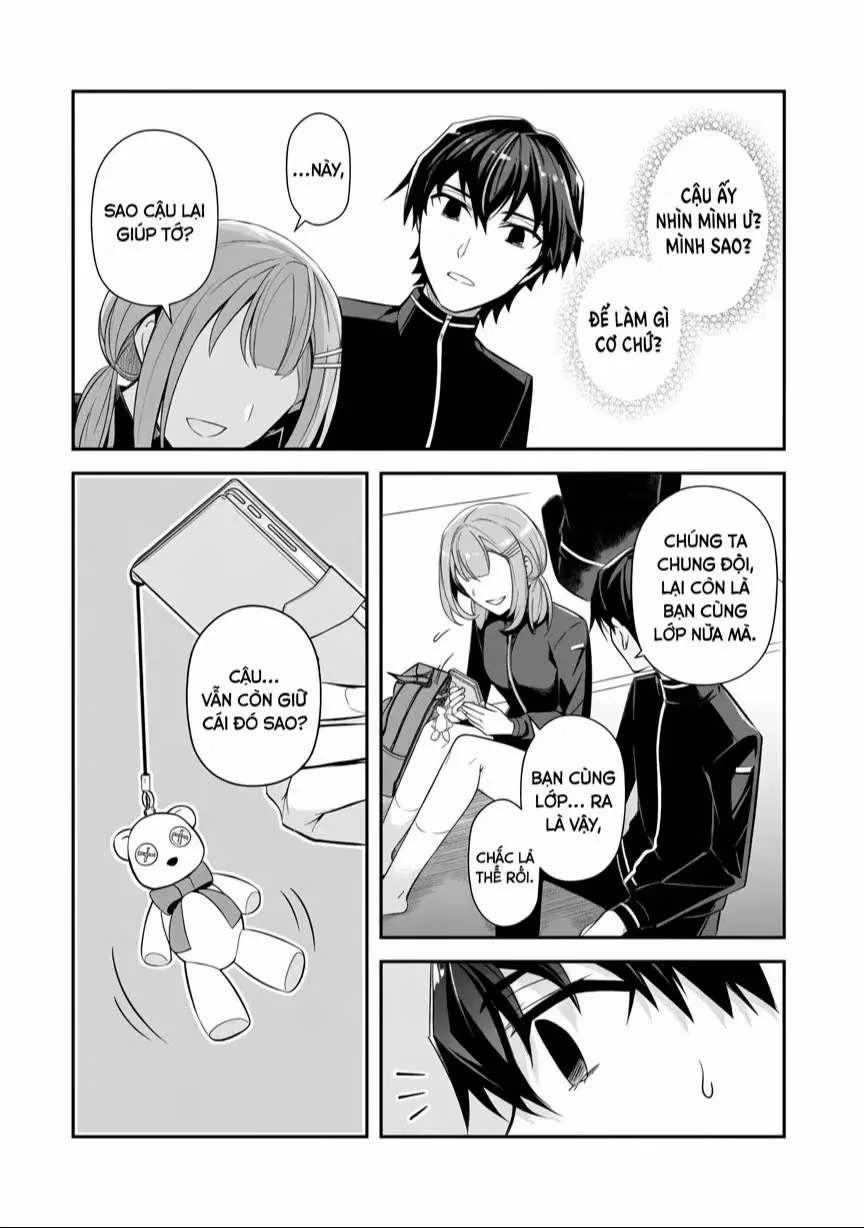 CẬU ẤY
NHÌN MÌNH Ư?
MÌNH SAO?
ĐỂ LÀM GÌ
CƠ CHỨ?
...NÀY,
SAO CẬU LẠI
GIÚP TỚ?
CHÚNG TA
CHUNG ĐỘI,
LẠI CÒN LÀ
BẠN CÙNG
LỚP NỮA MÀ.
BẠN CÙNG
LỚP... RA
LÀ VẬY,
CHẮC LÀ
THẾ RỒI.
CẬU...
VẪN CÒN GIỮ
CÁI ĐÓ SAO?